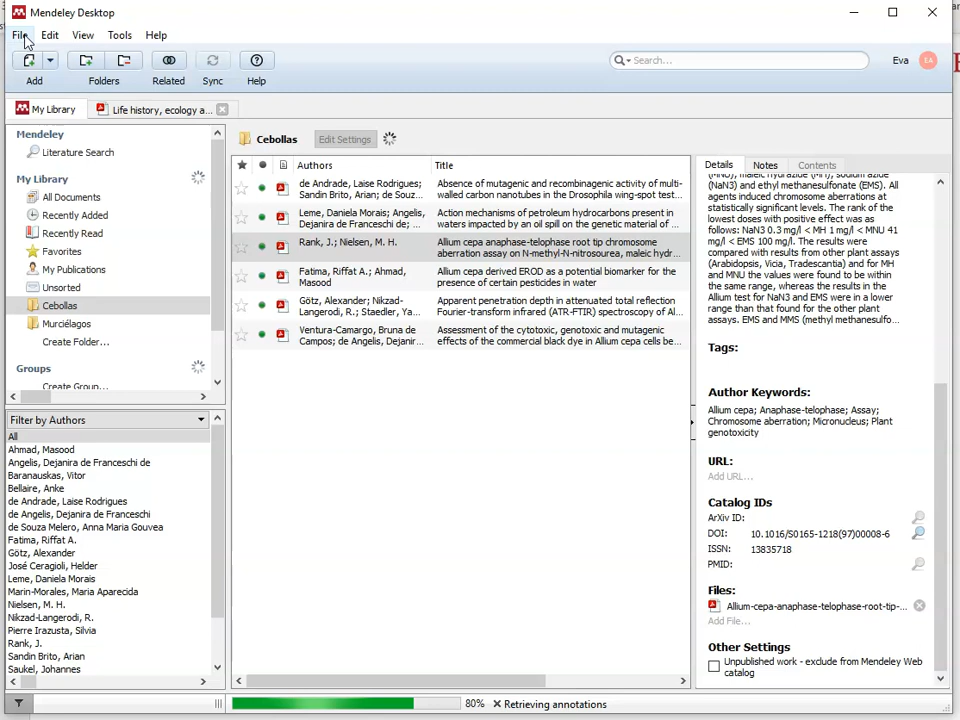 Mendeley Desktop
File Edit View Tools Help
Add Folders Related Sync Help
Search...
Eva EA
My Library
Life history, ecology a...
Mendeley
Literature Search
My Library
All Documents
Recently Added
Recently Read
Favorites
My Publications
Unsorted
Cebollas
Murciélagos
Create Folder...
Groups
Create Group...
Filter by Authors
All
Ahmad, Masood
Angelis, Dejanira de Franceschi de
Baranauskas, Vitor
Bellaire, Anke
de Andrade, Laise Rodrigues
de Angelis, Dejanira de Franceschi
de Souza Melero, Anna Maria Gouvea
Fatima, Riffat A.
Götz, Alexander
José Ceragioli, Helder
Leme, Daniela Morais
Marin-Morales, Maria Aparecida
Nielsen, M. H.
Nikzad-Langerodi, R.
Pierre Irazusta, Silvia
Rank, J.
Sandin Brito, Arian
Saukel, Johannes
Cebollas Edit Settings
Authors Title
de Andrade, Laise Rodrigues; Absence of mutagenic and recombinagenic activity of multi-
Sandin Brito, Arian; de Souz... walled carbon nanotubes in the Drosophila wing-spot test...
Leme, Daniela Morais; Angelis, Action mechanisms of petroleum hydrocarbons present in
Dejanira de Franceschi de; waters impacted by an oil spill on the genetic material of ...
Rank, J.; Nielsen, M. H. Allium cepa anaphase-telophase root tip chromosome
aberration assay on N-methyl-N-nitrosourea, maleic hydr...
Fatima, Riffat A.; Ahmad, Allium cepa derived EROD as a potential biomarker for the
Masood presence of certain pesticides in water
Götz, Alexander; Nikzad- Apparent penetration depth in attenuated total reflection
Langerodi, R.; Staedler, Ya... Fourier-transform infrared (ATR-FTIR) spectroscopy of Al...
Ventura-Camargo, Bruna de Assessment of the cytotoxic, genotoxic and mutagenic
Campos; de Angelis, Dejanir... effects of the commercial black dye in Allium cepa cells be...
Details Notes Contents
(MNU), maleic hydrazide (MH), sodium azide
(NaN3) and ethyl methanesulfonate (EMS). All
agents induced chromosome aberrations at
statistically significant levels. The rank of the
lowest doses with positive effect was as
follows: NaN3 0.3 mg/l < MH 1 mg/l < MNU 41
mg/l < EMS 100 mg/l. The results were
compared with results from other plant assays
(Arabidopsis, Vicia, Tradescantia) and for MH
and MNU the values were found to be within
the same range, whereas the results in the
Allium test for NaN3 and EMS were in a lower
range than that found for the other plant
assays. EMS and MMS (methyl methanesulfo...
Tags:
Author Keywords:
Allium cepa; Anaphase-telophase; Assay;
Chromosome aberration; Micronucleus; Plant
genotoxicity
URL:
Add URL...
Catalog IDs
ArXiv ID:
DOI: 10.1016/S0165-1218(97)00008-6
ISSN: 13835718
PMID:
Files:
Allium-cepa-anaphase-telophase-root-tip-...
Add File...
Other Settings
Unpublished work - exclude from Mendeley Web
catalog
80% Retrieving annotations